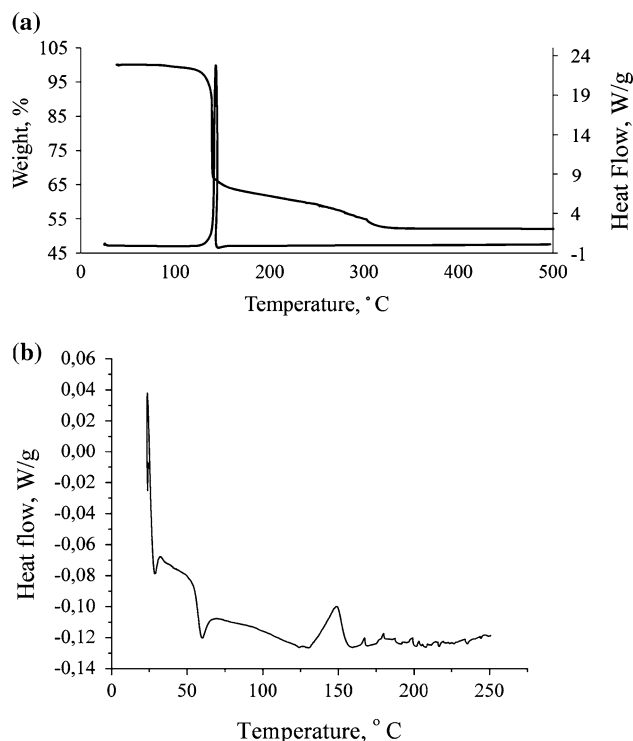 (a)
105
95
85
75
65
55
45
Weight, %
24
19
14
9
4
-1
Heat Flow, W/g
0 100 200 300 400 500
Temperature, °C
(b)
0,06
0,04
0,02
0,00
-0,02
-0,04
-0,06
-0,08
-0,10
-0,12
-0,14
Heat flow, W/g
0 50 100 150 200 250
Temperature, °C